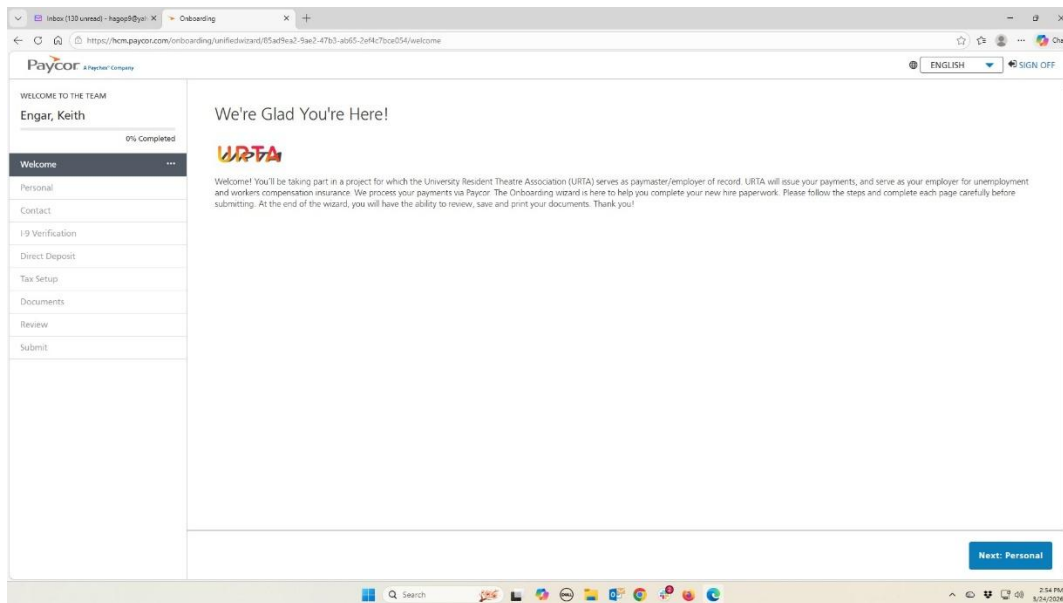 Inbox (130 unread) - hagop9@yal
Onboarding
https://hcm.paycor.com/onboarding/unifiedwizard/85ad9ea2-9ae2-47b3-ab65-2ef4c7bce054/welcome
Paycor A Paychex Company
ENGLISH
SIGN OFF
WELCOME TO THE TEAM
Engar, Keith
0% Completed
Welcome
Personal
Contact
I-9 Verification
Direct Deposit
Tax Setup
Documents
Review
Submit
We're Glad You're Here!
URTA
Welcome! You'll be taking part in a project for which the University Resident Theatre Association (URTA) serves as paymaster/employer of record. URTA will issue your payments, and serve as your employer for unemployment
and workers compensation insurance. We process your payments via Paycor. The Onboarding wizard is here to help you complete your new hire paperwork. Please follow the steps and complete each page carefully before
submitting. At the end of the wizard, you will have the ability to review, save and print your documents. Thank you!
Next: Personal
Search
2:54 PM